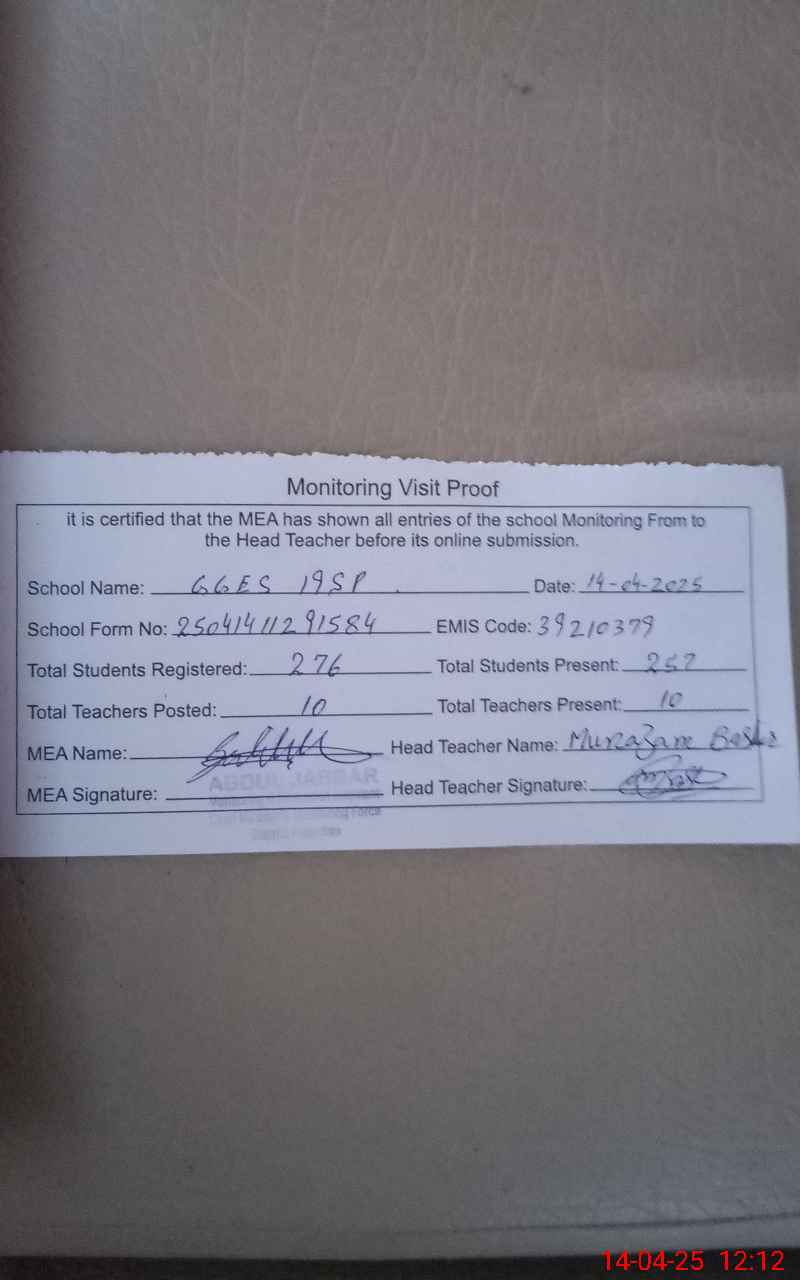 Monitoring Visit Proof
it is certified that the MEA has shown all entries of the school Monitoring From to
the Head Teacher before its online submission.
School Name: GGES 19SP Date: 14-04-2025
School Form No: 25041411291584 EMIS Code: 39210379
Total Students Registered: 276 Total Students Present:
Total Teachers Posted: 10 Total Teachers Present: 10
MEA Name: Head Teacher Name:
ABDUL JABBAR
MEA Signature: Head Teacher Signature:
14-04-25 12:12